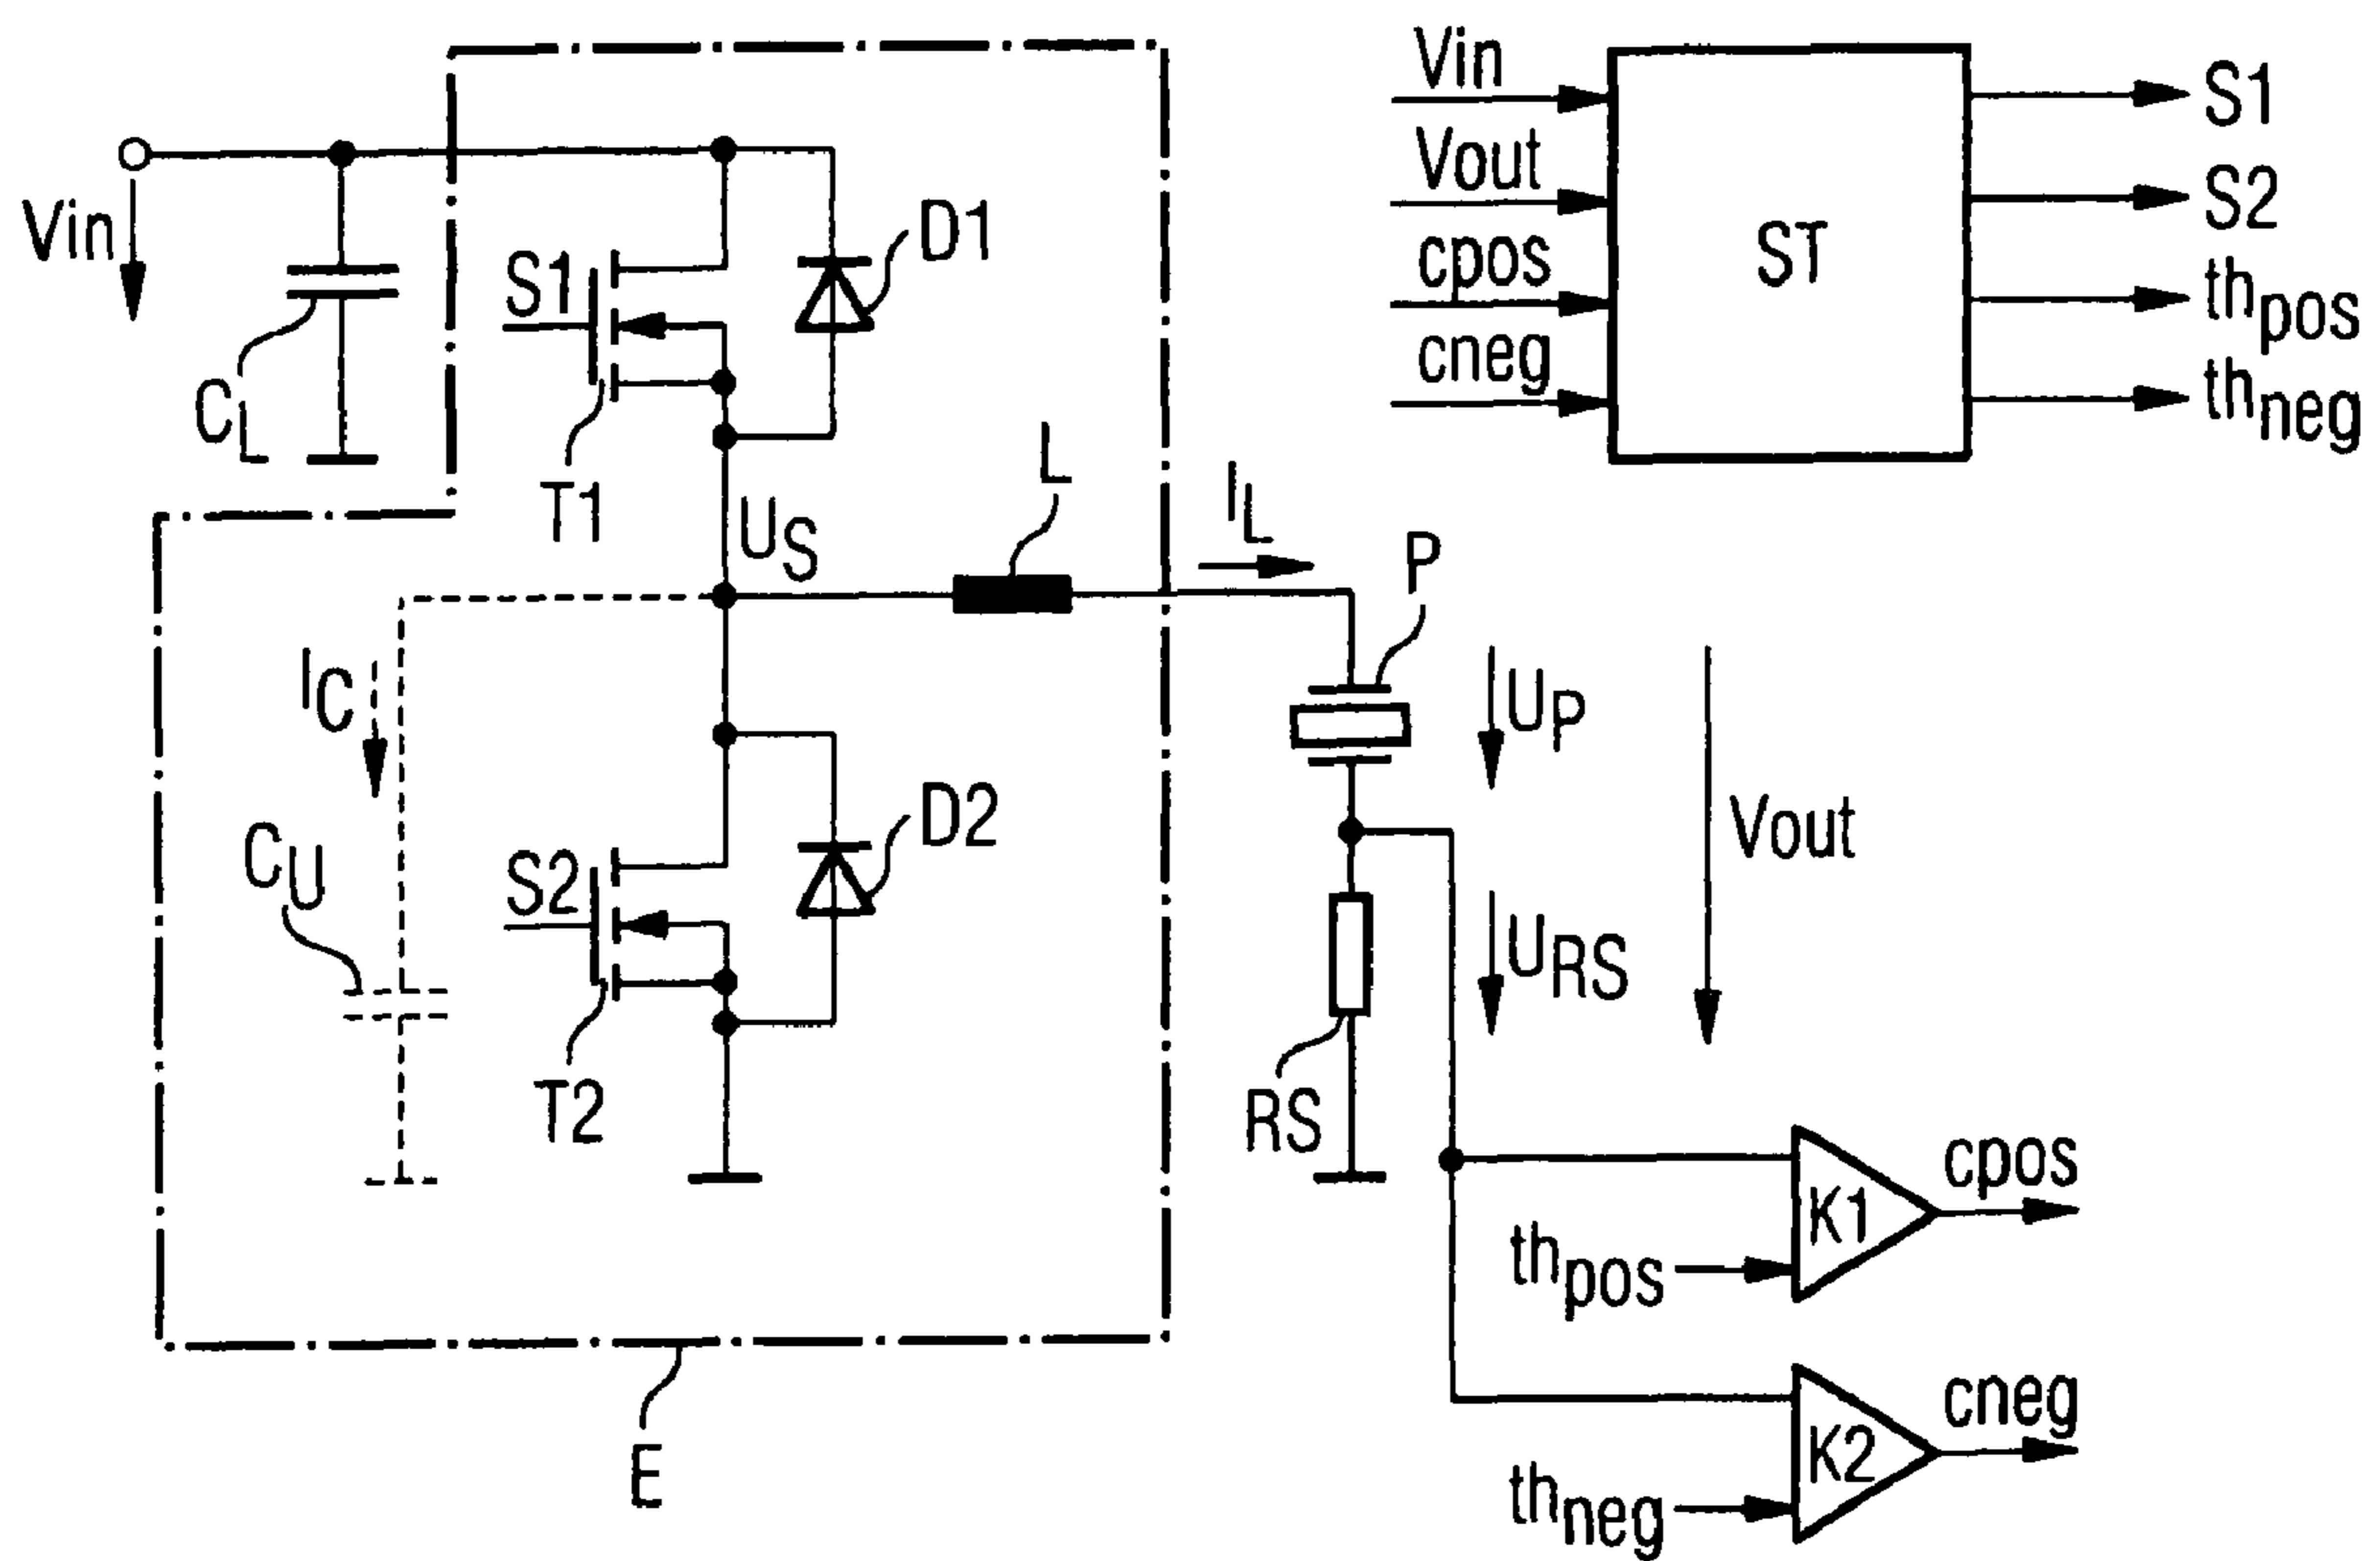 Vin
S1
Vout
S2
cpos
thpos
cneg
thneg
ST
Vin
CL
S1
D1
T1
US
L
IL
P
IC
UP
CU
S2
D2
T2
Vout
URS
RS
cpos
K1
thpos
cneg
K2
thneg
E